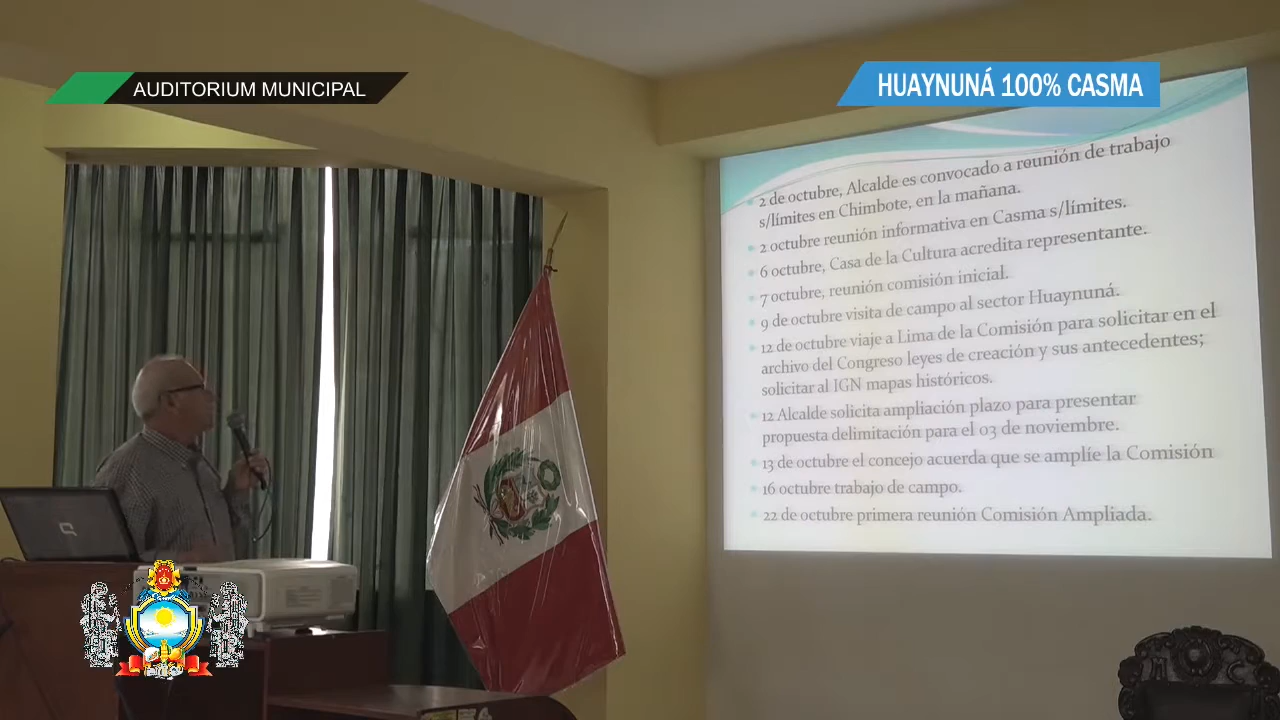 AUDITORIUM MUNICIPAL
HUAYNUNÁ 100% CASMA
2 de octubre, Alcalde es convocado a reunión de trabajo
s/límites en Chimbote, en la mañana.
2 octubre reunión informativa en Casma s/límites.
6 octubre, Casa de la Cultura acredita representante.
7 octubre, reunión comisión inicial.
9 de octubre visita de campo al sector Huaynuná.
12 de octubre viaje a Lima de la Comisión para solicitar en el
archivo del Congreso leyes de creación y sus antecedentes;
solicitar al IGN mapas históricos.
12 Alcalde solicita ampliación plazo para presentar
propuesta delimitación para el 03 de noviembre.
13 de octubre el concejo acuerda que se amplíe la Comisión
16 octubre trabajo de campo.
22 de octubre primera reunión Comisión Ampliada.
M C